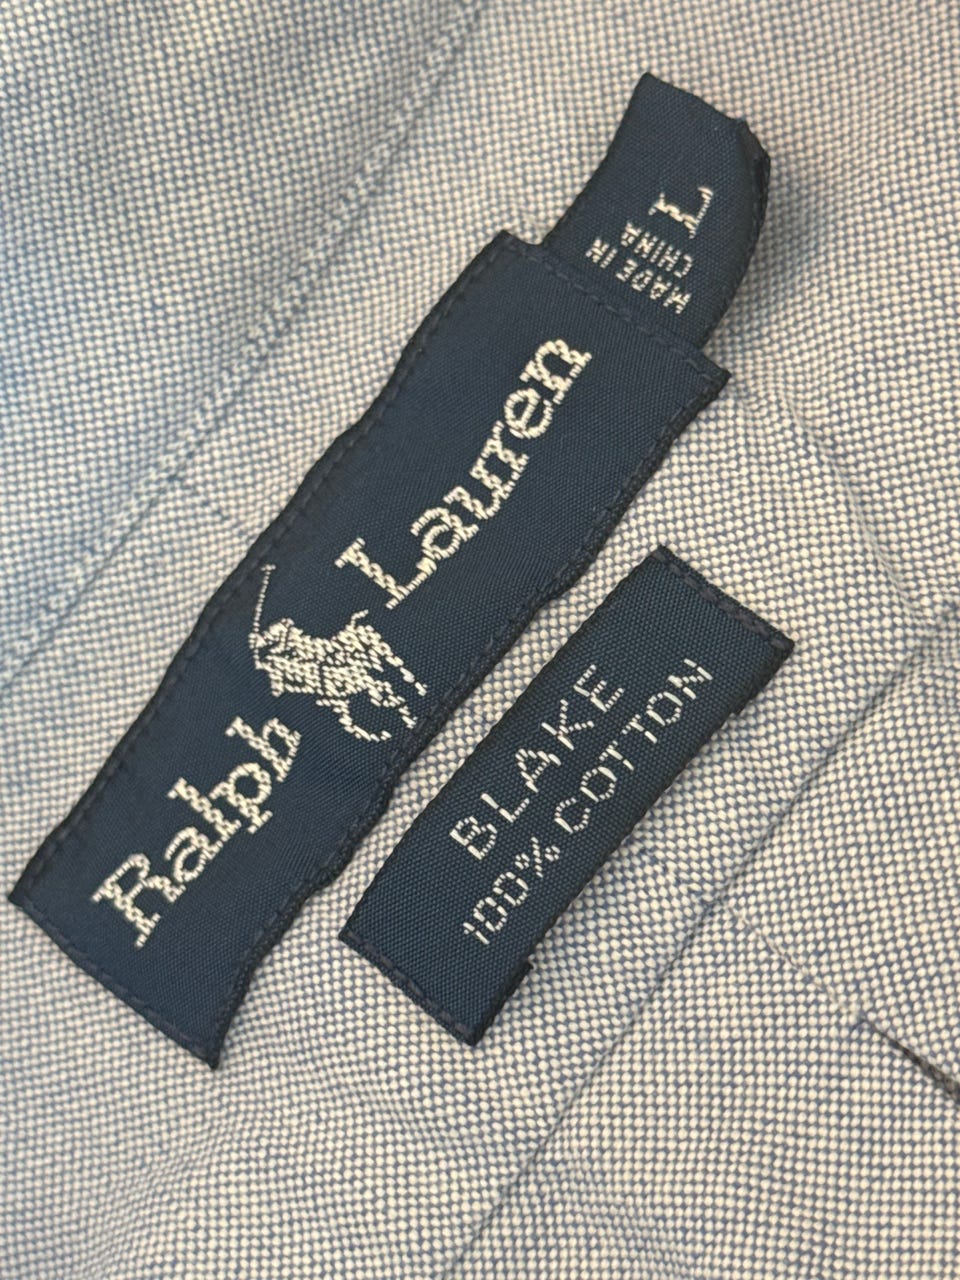 Ralph Lauren
L
MADE IN
CHINA
BLAKE
100% COTTON